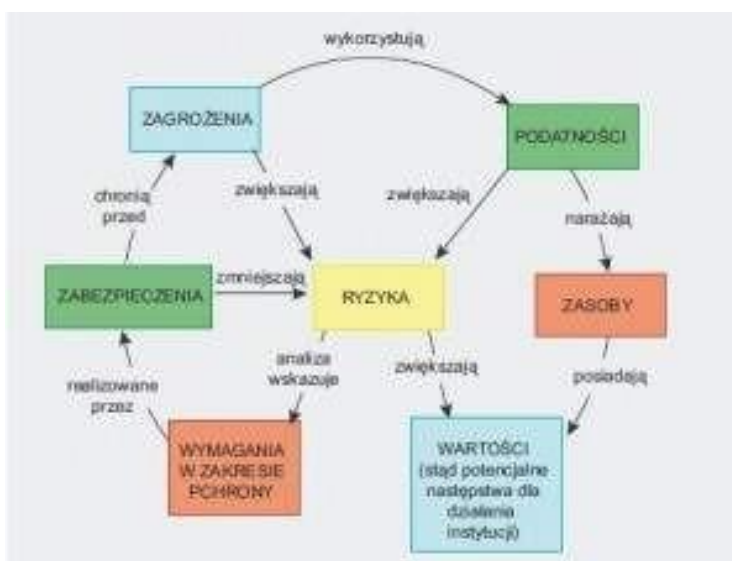 wykorzystują
ZAGROŻENIA
PODATNOŚCI
chronią
przed
zwiększają
zwiększają
narażają
ZABEZPIECZENIA
zmniejszają
RYZYKA
ZASOBY
realizowane
przez
analiza
wskazuje
zwiększają
posiadają
WYMAGANIA
W ZAKRESIE
PCHRONY
WARTOŚCI
(stąd potencjalne
następstwa dla
działania
instytucji)